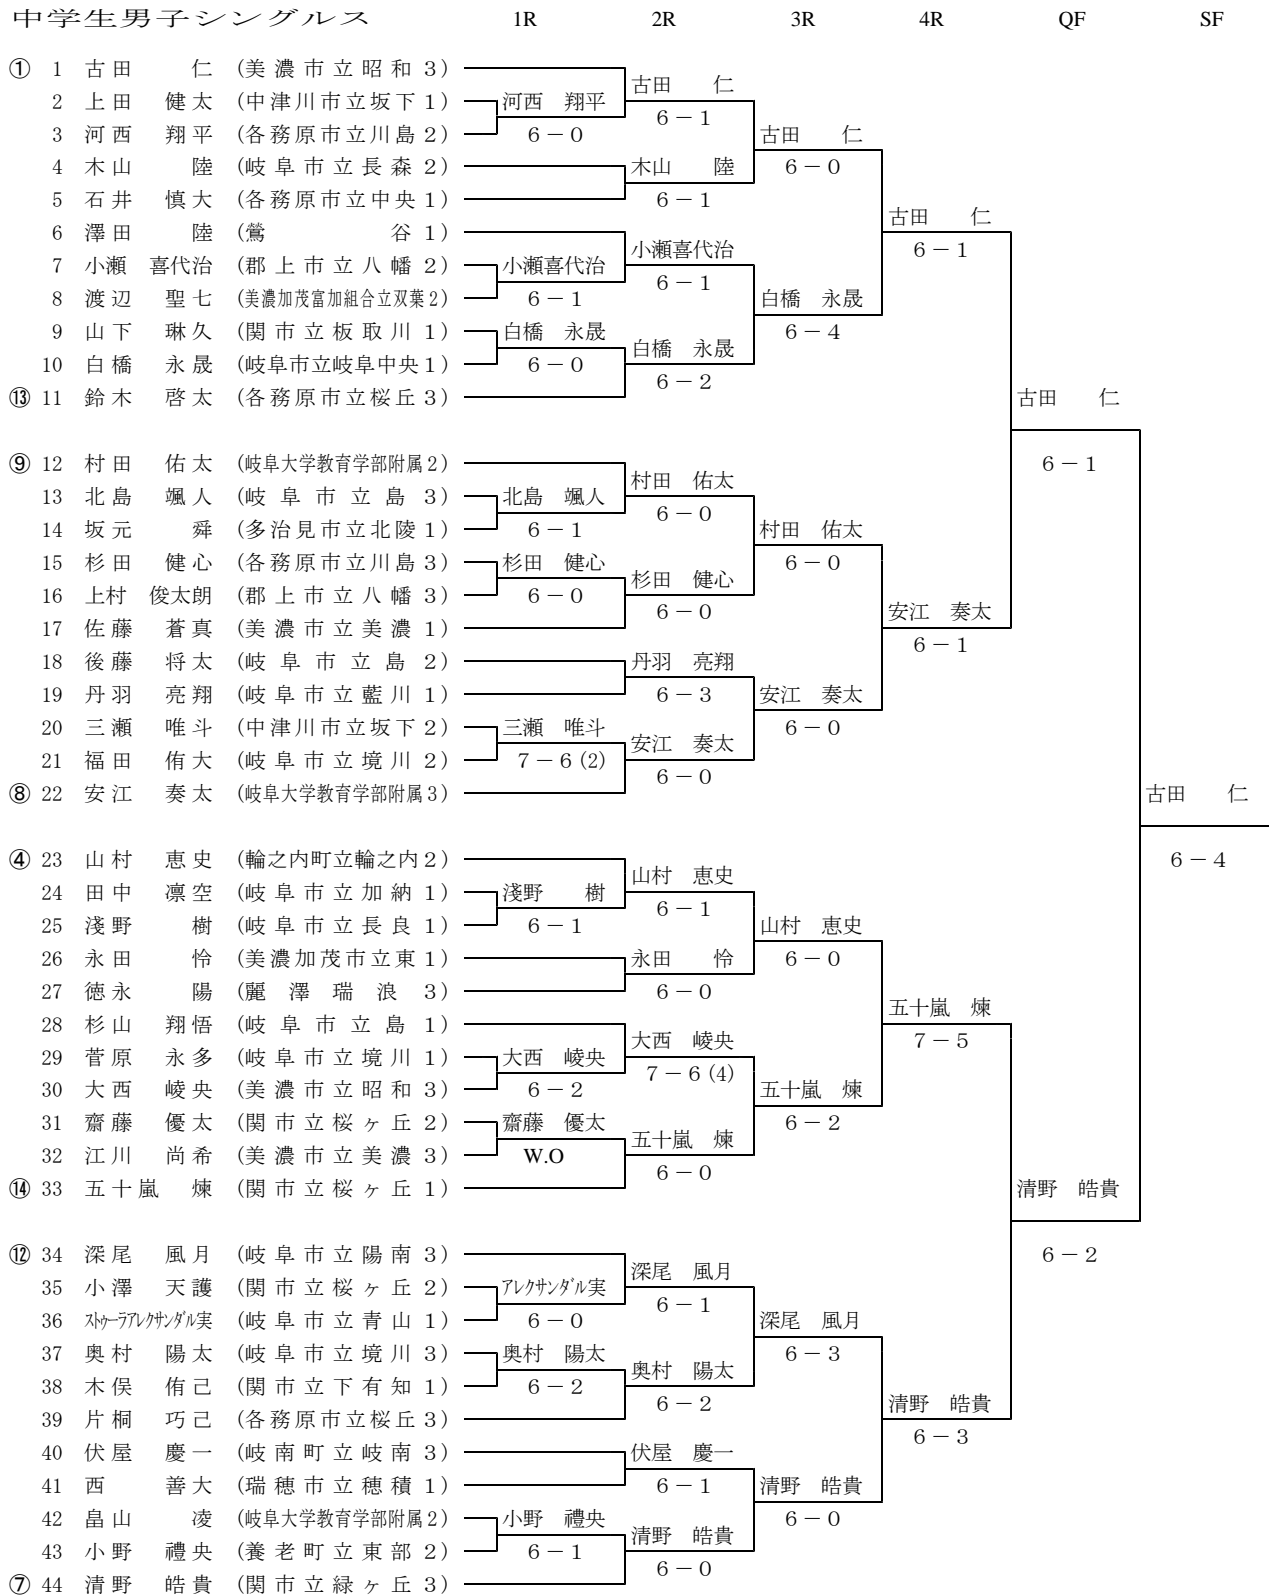 中学生男子シングルス 1R 2R 3R 4R QF SF
① 1 古田 仁 (美濃市立昭和 3)
古田 仁
2 上田 健太 (中津川市立坂下 1) 河西 翔平
6－1
3 河西 翔平 (各務原市立川島 2) 6－0 古田 仁
4 木山 陸 (岐阜市立長森 2) 木山 陸 6－0
5 石井 慎大 (各務原市立中央 1) 6－1
古田 仁
6 澤田 陸 (鶯谷 1)
小瀬喜代治 6－1
7 小瀬 喜代治 (郡上市立八幡 2) 小瀬喜代治
6－1
8 渡辺 聖七 (美濃加茂富加組合立双葉 2) 6－1 白橋 永晟
9 山下 琳久 (関市立板取川 1) 白橋 永晟 6－4
白橋 永晟
10 白橋 永晟 (岐阜市立岐阜中央 1) 6－0
6－2
⑬ 11 鈴木 啓太 (各務原市立桜丘 3) 古田 仁
⑨ 12 村田 佑太 (岐阜大学教育学部附属 2) 6－1
村田 佑太
13 北島 颯人 (岐阜市立島 3) 北島 颯人
6－0
14 坂元 舜 (多治見市立北陵 1) 6－1 村田 佑太
15 杉田 健心 (各務原市立川島 3) 杉田 健心 6－0
杉田 健心
16 上村 俊太朗 (郡上市立八幡 3) 6－0
6－0 安江 奏太
17 佐藤 蒼真 (美濃市立美濃 1)
6－1
18 後藤 将太 (岐阜市立島 2) 丹羽 亮翔
19 丹羽 亮翔 (岐阜市立藍川 1) 6－3 安江 奏太
20 三瀬 唯斗 (中津川市立坂下 2) 三瀬 唯斗 6－0
安江 奏太
21 福田 侑大 (岐阜市立境川 2) 7－6 (2)
6－0
⑧ 22 安江 奏太 (岐阜大学教育学部附属 3) 古田 仁
④ 23 山村 恵史 (輪之内町立輪之内 2) 6－4
山村 恵史
24 田中 凛空 (岐阜市立加納 1) 淺野 樹
6－1
25 淺野 樹 (岐阜市立長良 1) 6－1 山村 恵史
26 永田 怜 (美濃加茂市立東 1) 永田 怜 6－0
27 徳永 陽 (麗澤瑞浪 3) 6－0
五十嵐 煉
28 杉山 翔悟 (岐阜市立島 1)
大西 崚央 7－5
29 菅原 永多 (岐阜市立境川 1) 大西 崚央
7－6 (4)
30 大西 崚央 (美濃市立昭和 3) 6－2 五十嵐 煉
31 齋藤 優太 (関市立桜ヶ丘 2) 齋藤 優太 6－2
五十嵐 煉
32 江川 尚希 (美濃市立美濃 3) W.O
6－0
⑭ 33 五十嵐 煉 (関市立桜ヶ丘 1) 清野 皓貴
⑫ 34 深尾 風月 (岐阜市立陽南 3) 6－2
深尾 風月
35 小澤 天護 (関市立桜ヶ丘 2) アレクサンダル実
6－1
36 ストゥーラアレクサンダル実 (岐阜市立青山 1) 6－0 深尾 風月
37 奥村 陽太 (岐阜市立境川 3) 奥村 陽太 6－3
奥村 陽太
38 木俣 侑己 (関市立下有知 1) 6－2
6－2 清野 皓貴
39 片桐 巧己 (各務原市立桜丘 3)
6－3
40 伏屋 慶一 (岐南町立岐南 3) 伏屋 慶一
41 西 善大 (瑞穂市立穂積 1) 6－1 清野 皓貴
42 畠山 凌 (岐阜大学教育学部附属 2) 小野 禮央 6－0
清野 皓貴
43 小野 禮央 (養老町立東部 2) 6－1
6－0
⑦ 44 清野 皓貴 (関市立緑ヶ丘 3)